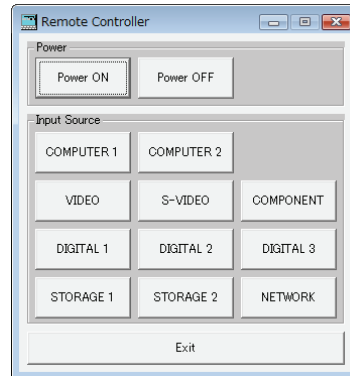 Remote Controller
Power
Power ON Power OFF
Input Source
COMPUTER 1 COMPUTER 2
VIDEO S-VIDEO COMPONENT
DIGITAL 1 DIGITAL 2 DIGITAL 3
STORAGE 1 STORAGE 2 NETWORK
Exit